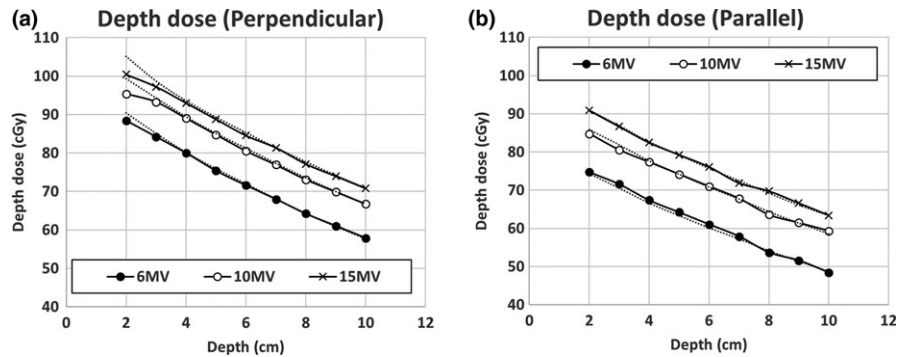 (a) Depth dose (Perpendicular)
110
100
90
80
70
60
50
40
Depth dose (cGy)
6MV 10MV 15MV
0 2 4 6 8 10 12
Depth (cm)
(b) Depth dose (Parallel)
110
100
90
80
70
60
50
40
Depth dose (cGy)
6MV 10MV 15MV
0 2 4 6 8 10 12
Depth (cm)